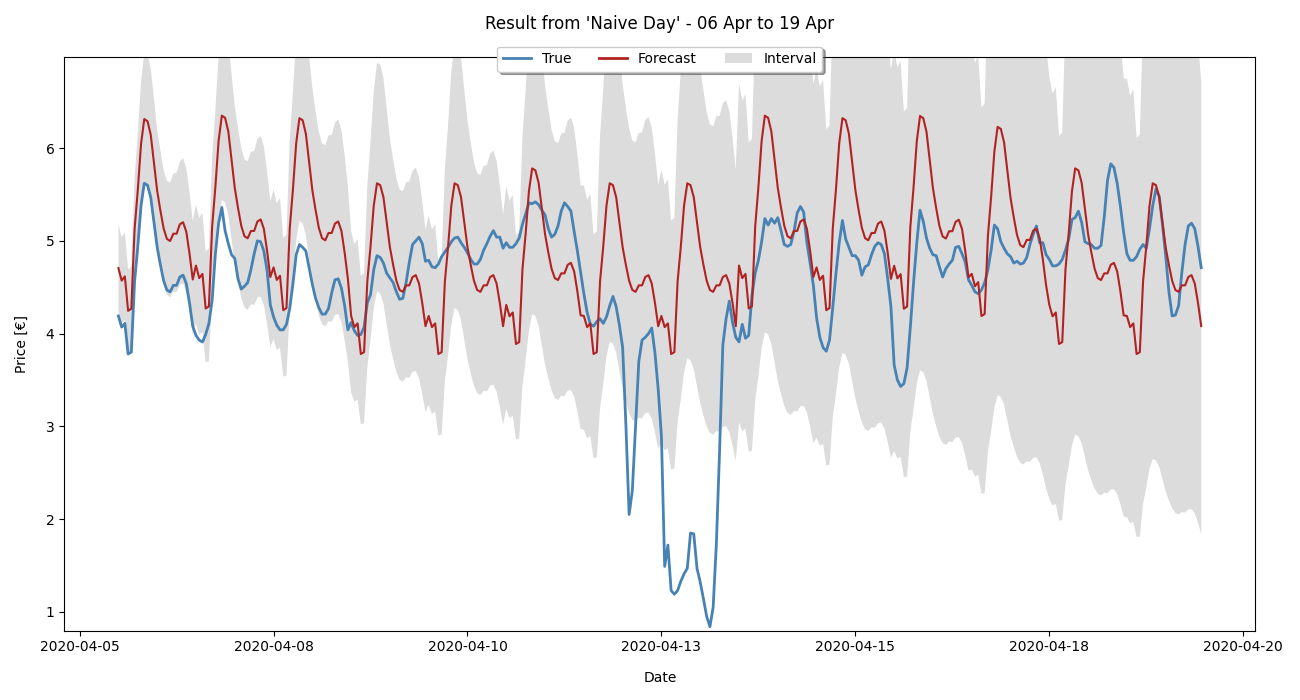 Result from 'Naive Day' - 06 Apr to 19 Apr
True Forecast Interval
Price [€]
6
5
4
3
2
1
2020-04-05 2020-04-08 2020-04-10 2020-04-13 2020-04-15 2020-04-18 2020-04-20
Date